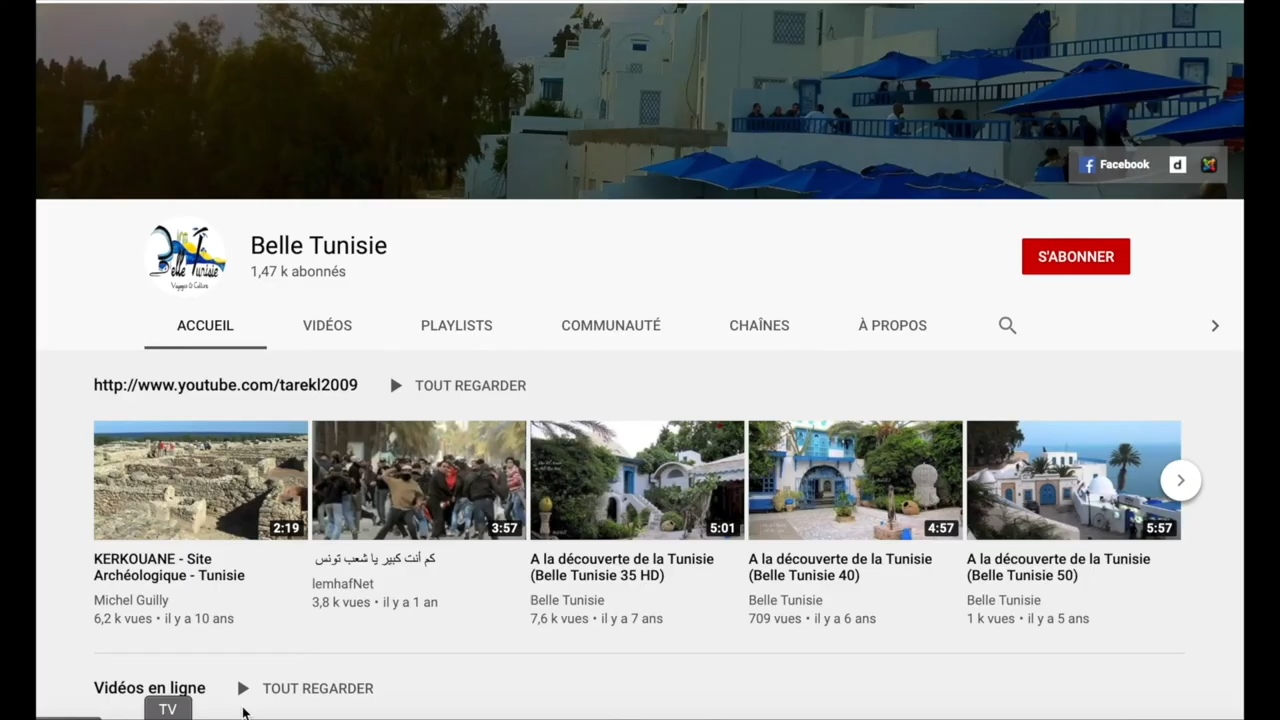 Facebook
d
Belle Tunisie
Voyages & Culture
Belle Tunisie
1,47 k abonnés
S'ABONNER
ACCUEIL
VIDÉOS
PLAYLISTS
COMMUNAUTÉ
CHAÎNES
À PROPOS
http://www.youtube.com/tarekl2009
TOUT REGARDER
2:19
3:57
5:01
4:57
5:57
KERKOUANE - Site
Archéologique - Tunisie
Michel Guilly
6,2 k vues • il y a 10 ans
كم أنت كبير يا شعب تونس
lemhafNet
3,8 k vues • il y a 1 an
A la découverte de la Tunisie
(Belle Tunisie 35 HD)
Belle Tunisie
7,6 k vues • il y a 7 ans
A la découverte de la Tunisie
(Belle Tunisie 40)
Belle Tunisie
709 vues • il y a 6 ans
A la découverte de la Tunisie
(Belle Tunisie 50)
Belle Tunisie
1 k vues • il y a 5 ans
Vidéos en ligne
TOUT REGARDER
TV